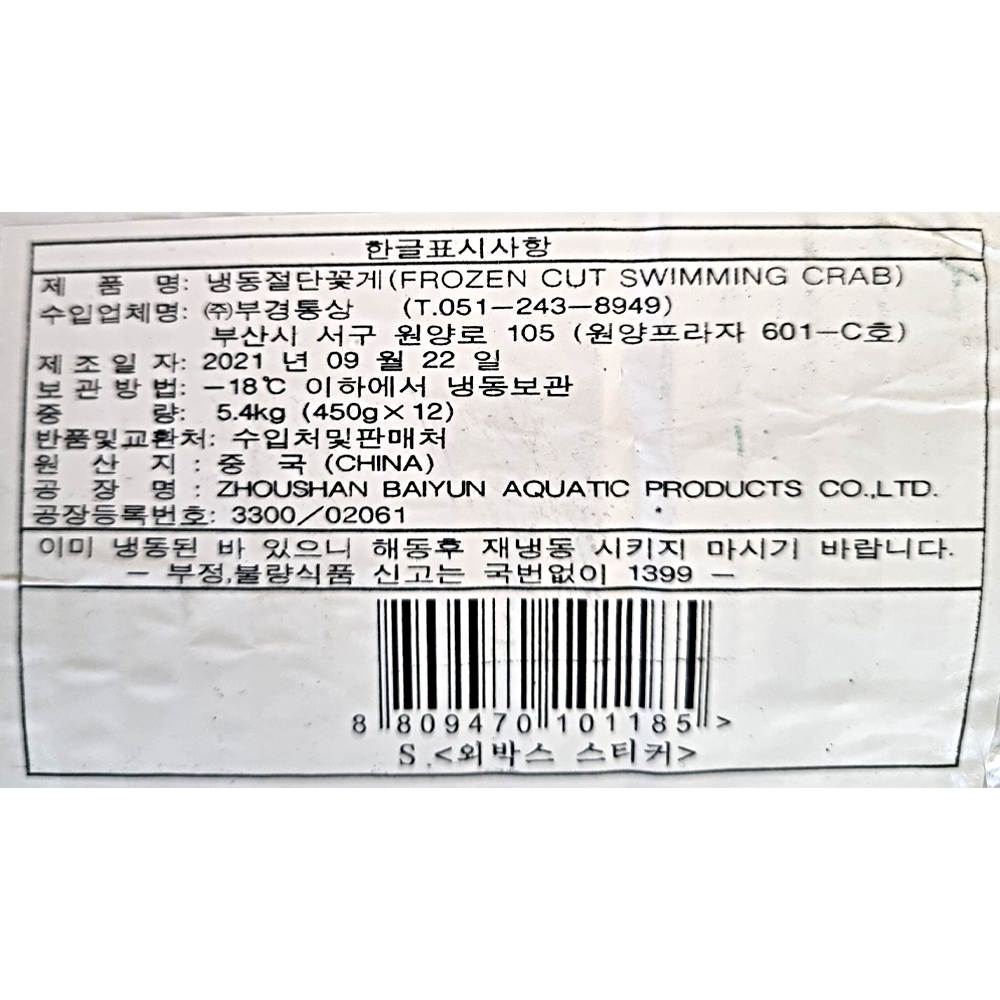 한글표시사항
제 품 명: 냉동절단꽃게(FROZEN CUT SWIMMING CRAB)
수입업체명: ㈜부경통상 (T.051-243-8949)
부산시 서구 원양로 105 (원양프라자 601-C호)
제 조 일 자: 2021 년 09 월 22 일
보 관 방 법: -18℃ 이하에서 냉동보관
중 량: 5.4kg (450g×12)
반품및교환처: 수입처및판매처
원 산 지 : 중 국 (CHINA)
공 장 명 : ZHOUSHAN BAIYUN AQUATIC PRODUCTS CO.,LTD.
공장등록번호: 3300/02061
이미 냉동된 바 있으니 해동후 재냉동 시키지 마시기 바랍니다.
- 부정,불량식품 신고는 국번없이 1399 -
8 809470 101185 >
S.<외박스 스티커>